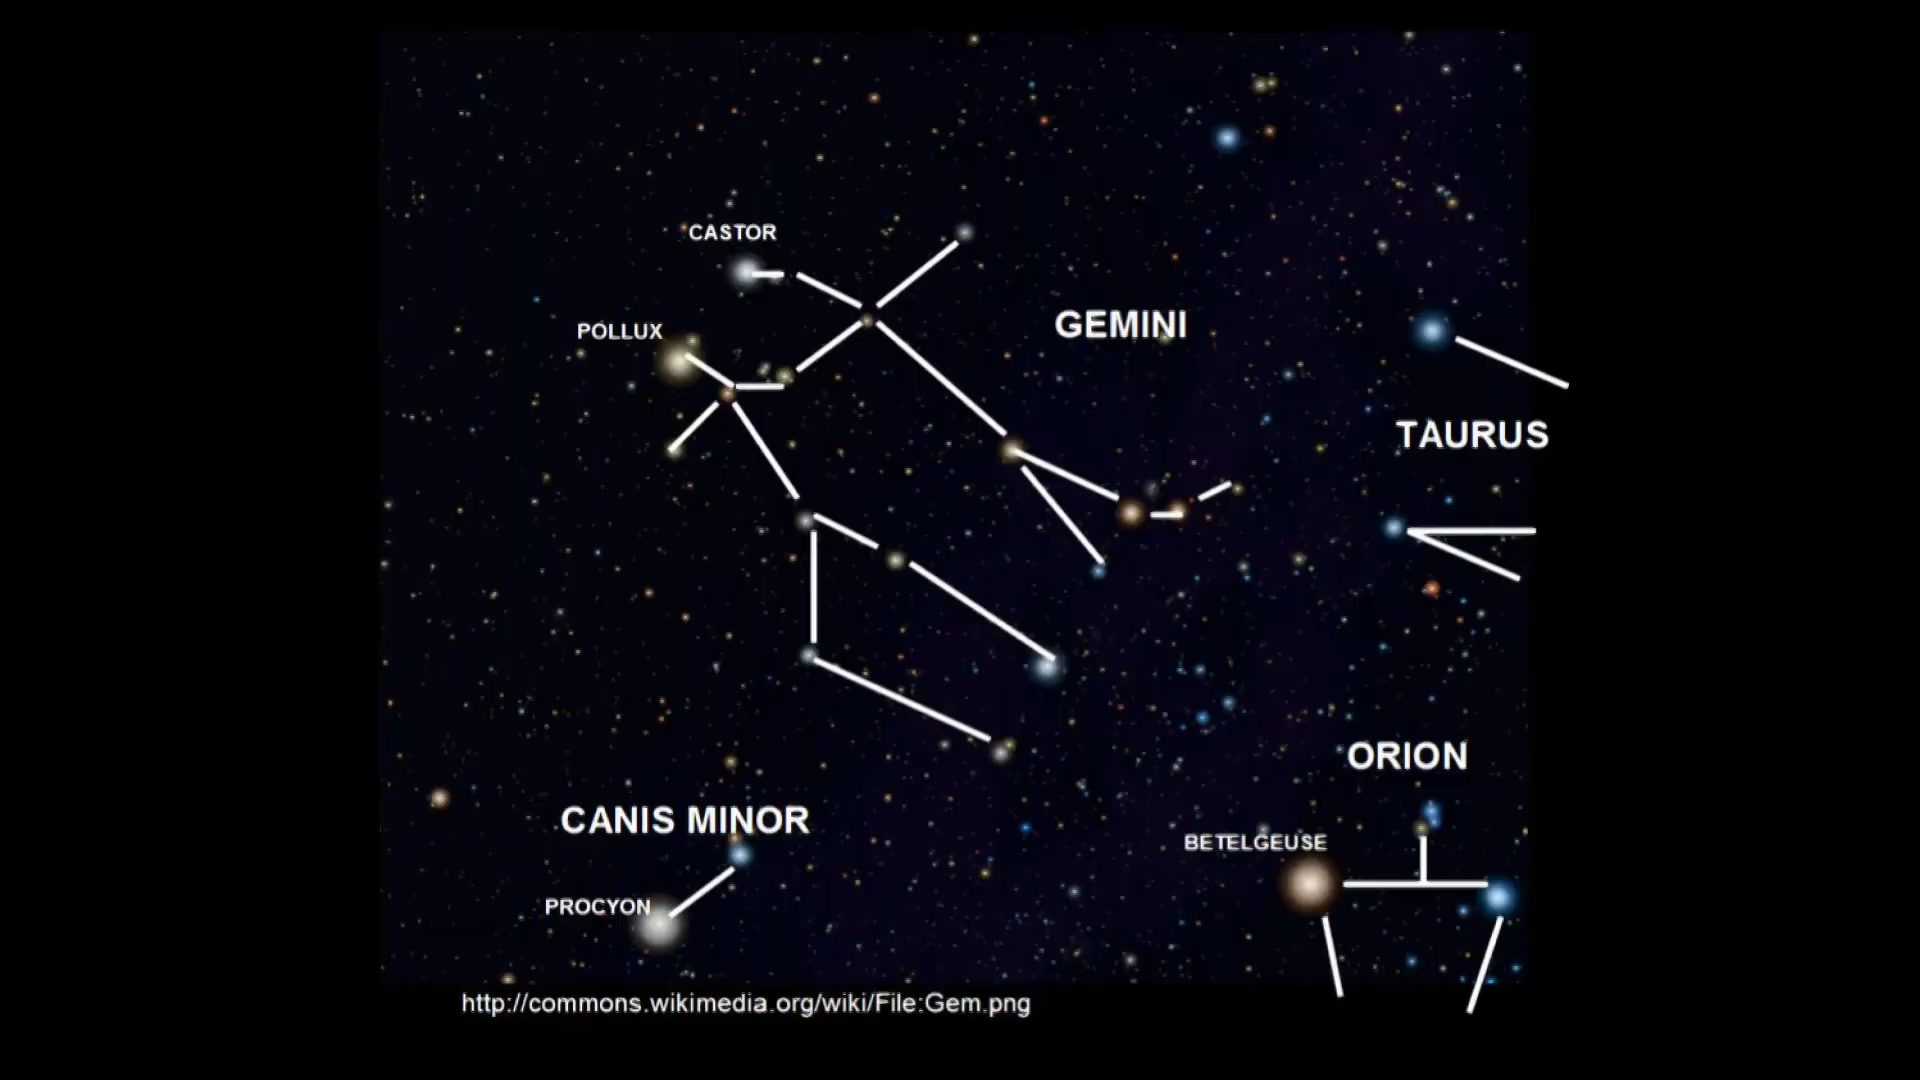 CASTOR
POLLUX
GEMINI
TAURUS
ORION
CANIS MINOR
BETELGEUSE
PROCYON
http://commons.wikimedia.org/wiki/File:Gem.png